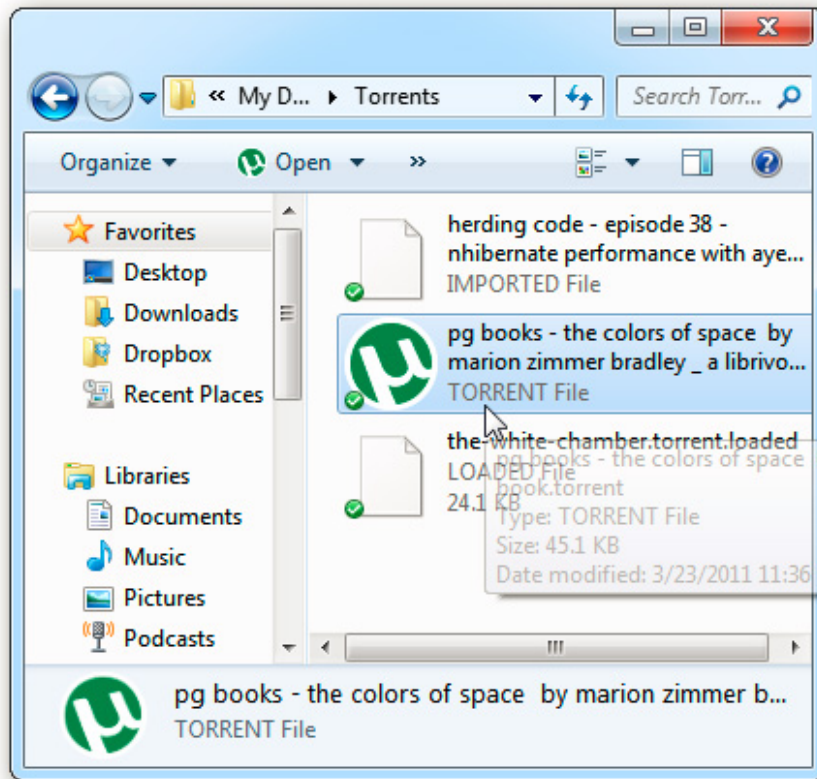 « My D... ▸ Torrents
Search Torr...
Organize
Open
»
Favorites
Desktop
Downloads
Dropbox
Recent Places
Libraries
Documents
Music
Pictures
Podcasts
herding code - episode 38 -
nhibernate performance with aye...
IMPORTED File
pg books - the colors of space by
marion zimmer bradley _ a librivo...
TORRENT File
the-white-chamber.torrent.loaded
LOADED File
24.1 KB
pg books - the colors of space
book.torrent
Type: TORRENT File
Size: 45.1 KB
Date modified: 3/23/2011 11:36
pg books - the colors of space by marion zimmer b...
TORRENT File